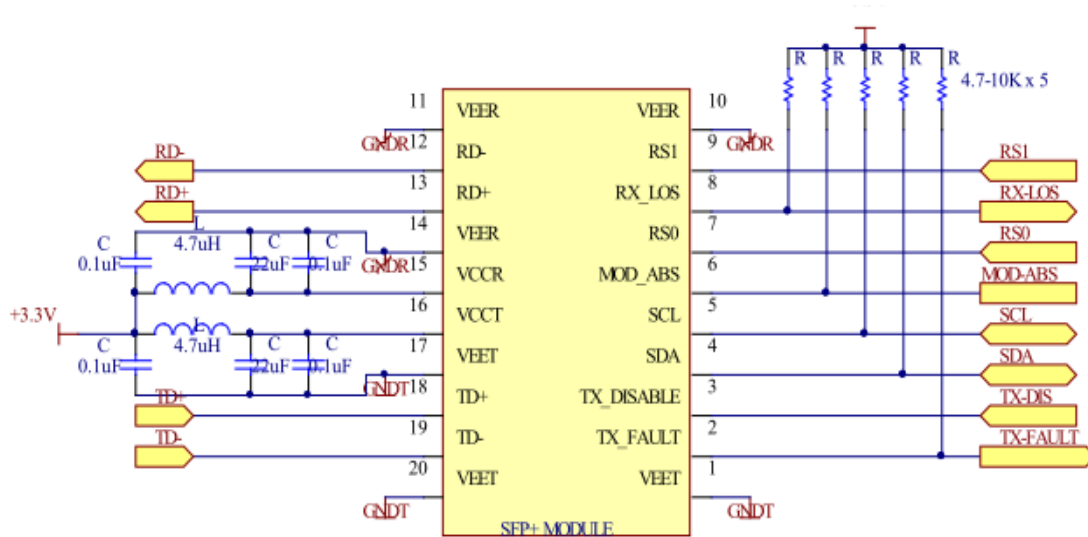 R R R R R
4.7-10K x 5
11 VEER VEER 10
GNDR GNDR
12 RD- RS1 9
RD- RS1
13 RD+ RX_LOS 8
RD+ RX-LOS
14 VEER RS0 7
L
4.7uH
C 0.1uF
C 22uF
C 0.1uF
GNDR RS0
15 VCCR MOD_ABS 6
MOD-ABS
16 VCCT SCL 5
+3.3V SCL
L
4.7uH
C 0.1uF
C 22uF
C 0.1uF
17 VEET SDA 4
GNDT SDA
18 TD+ TX_DISABLE 3
TD+ TX-DIS
19 TD- TX_FAULT 2
TD- TX-FAULT
20 VEET VEET 1
GNDT GNDT
SFP+ MODULE